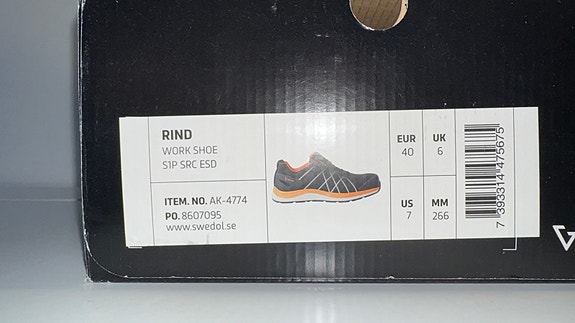 RIND
WORK SHOE
S1P SRC ESD
ITEM. NO. AK-4774
PO. 8607095
www.swedol.se
EUR
40
UK
6
US
7
MM
266
7 393314 475675